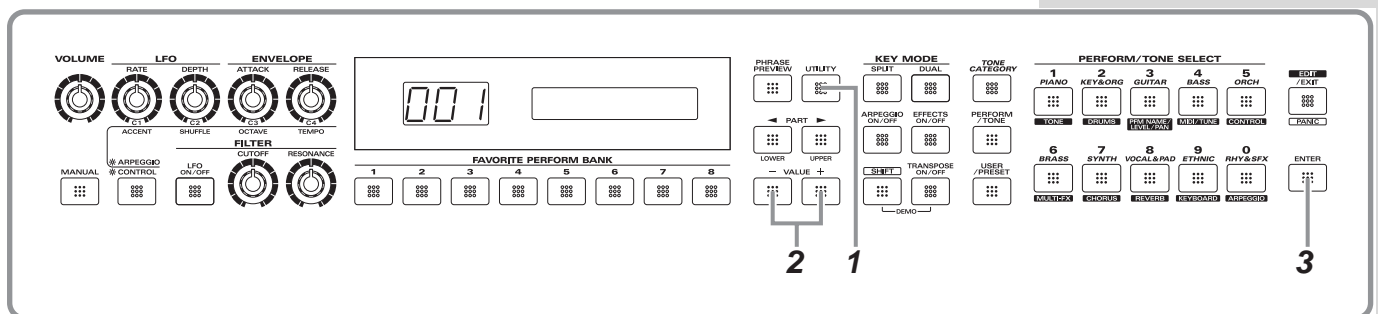 VOLUME
LFO
RATE DEPTH
ENVELOPE
ATTACK RELEASE
C1 C2 C3 C4
ACCENT SHUFFLE OCTAVE TEMPO
FILTER
CUTOFF RESONANCE
MANUAL
ARPEGGIO
CONTROL
LFO
ON/OFF
001
FAVORITE PERFORM BANK
1 2 3 4 5 6 7 8
PHRASE
PREVIEW
UTILITY
◄ PART ►
LOWER UPPER
− VALUE +
KEY MODE
SPLIT DUAL
ARPEGGIO
ON/OFF
EFFECTS
ON/OFF
SHIFT
TRANSPOSE
ON/OFF
DEMO
TONE
CATEGORY
PERFORM
/TONE
USER
/PRESET
PERFORM/TONE SELECT
1 2 3 4 5
PIANO KEY&ORG GUITAR BASS ORCH
TONE DRUMS PFM NAME/
LEVEL/PAN MIDI/TUNE CONTROL
6 7 8 9 0
BRASS SYNTH VOCAL&PAD ETHNIC RHY&SFX
MULTI-FX CHORUS REVERB KEYBOARD ARPEGGIO
EDIT
/EXIT
PANIC
ENTER
2 1 3